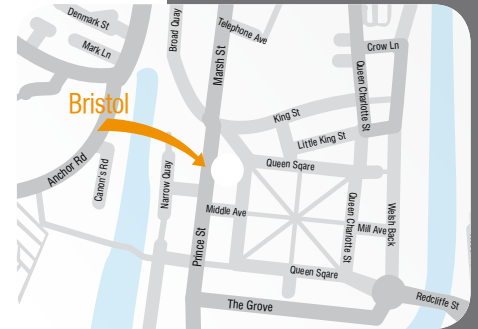 Denmark St
Mark Ln
Broad Quay
Telephone Ave
Marsh St
Crow Ln
Bristol
King St
Queen Charlotte St
Little King St
Anchor Rd
Canon's Rd
Narrow Quay
Queen Sqare
Middle Ave
Prince St
Queen Charlotte St
Mill Ave
Welsh Back
Queen Sqare
The Grove
Redcliffe St